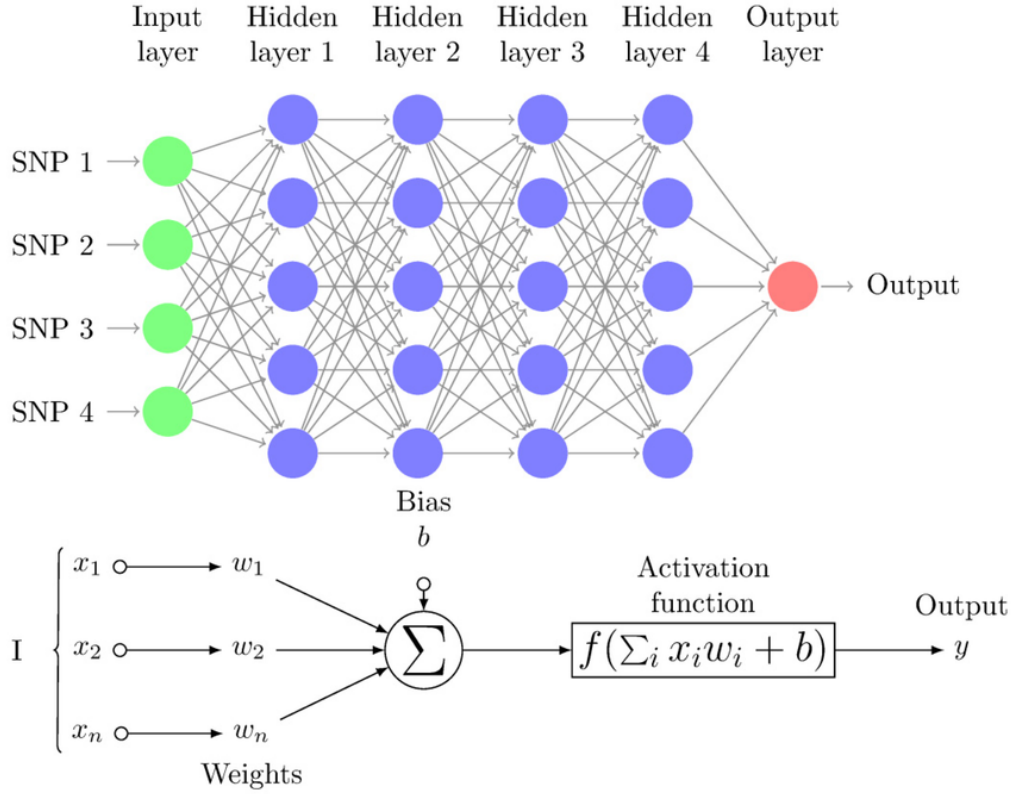 Input layer
Hidden layer 1
Hidden layer 2
Hidden layer 3
Hidden layer 4
Output layer
SNP 1
SNP 2
SNP 3
SNP 4
Output
Bias
b
I
x₁
w₁
x₂
w₂
xₙ
wₙ
Weights
∑
Activation
function
f(∑ᵢ xᵢwᵢ + b)
Output
y